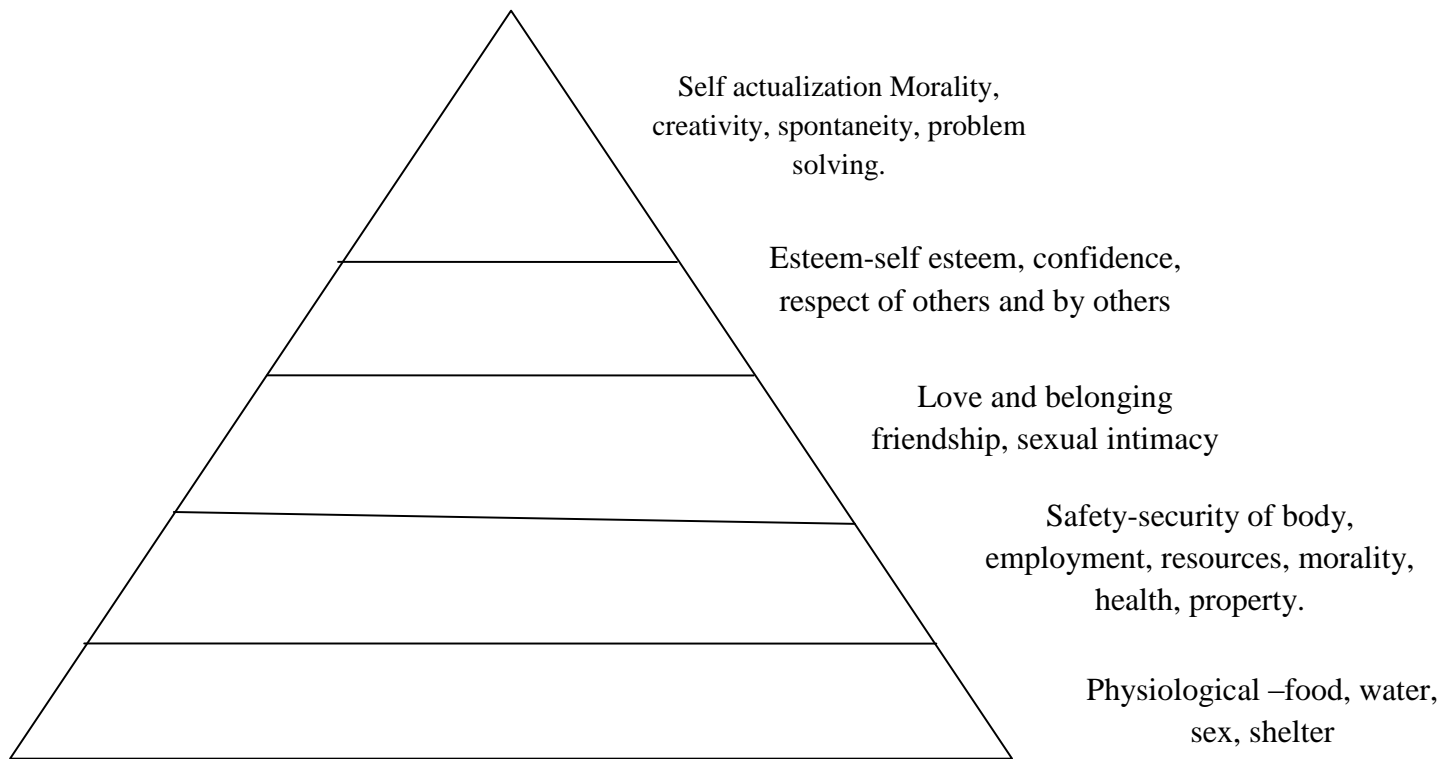 Self actualization Morality,
creativity, spontaneity, problem
solving.
Esteem-self esteem, confidence,
respect of others and by others
Love and belonging
friendship, sexual intimacy
Safety-security of body,
employment, resources, morality,
health, property.
Physiological –food, water,
sex, shelter